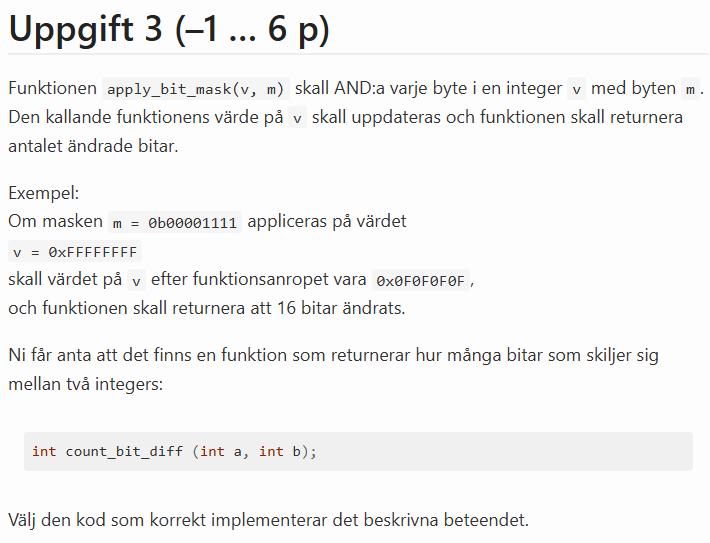 Uppgift 3 (–1 … 6 p)
Funktionen apply_bit_mask(v, m) skall AND:a varje byte i en integer v med byten m.
Den kallande funktionens värde på v skall uppdateras och funktionen skall returnera
antalet ändrade bitar.
Exempel:
Om masken m = 0b00001111 appliceras på värdet
v = 0xFFFFFFFF
skall värdet på v efter funktionsanropet vara 0x0F0F0F0F,
och funktionen skall returnera att 16 bitar ändrats.
Ni får anta att det finns en funktion som returnerar hur många bitar som skiljer sig
mellan två integers:
int count_bit_diff (int a, int b);
Välj den kod som korrekt implementerar det beskrivna beteendet.